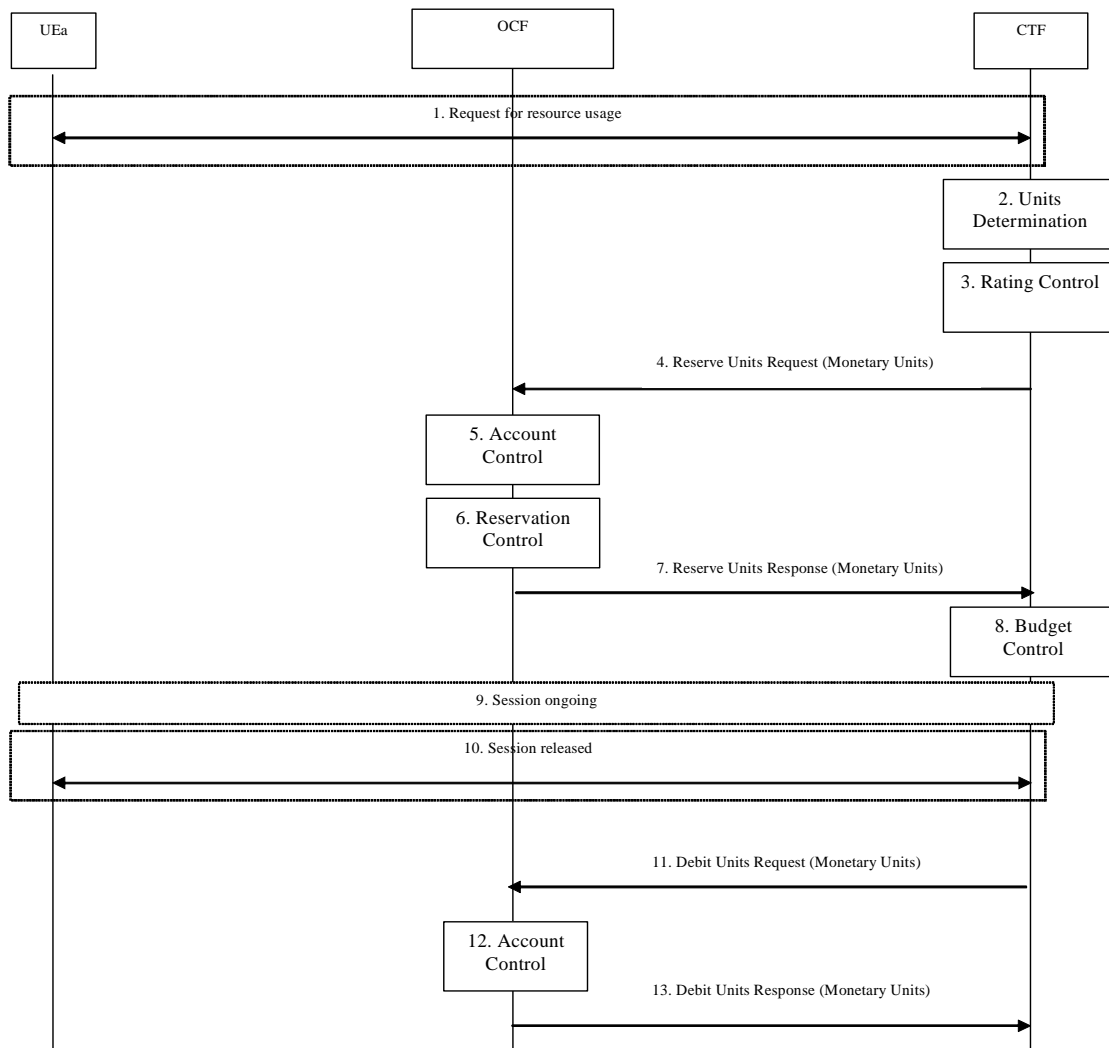 UEa
OCF
CTF
1. Request for resource usage
2. Units
Determination
3. Rating Control
4. Reserve Units Request (Monetary Units)
5. Account
Control
6. Reservation
Control
7. Reserve Units Response (Monetary Units)
8. Budget
Control
9. Session ongoing
10. Session released
11. Debit Units Request (Monetary Units)
12. Account
Control
13. Debit Units Response (Monetary Units)